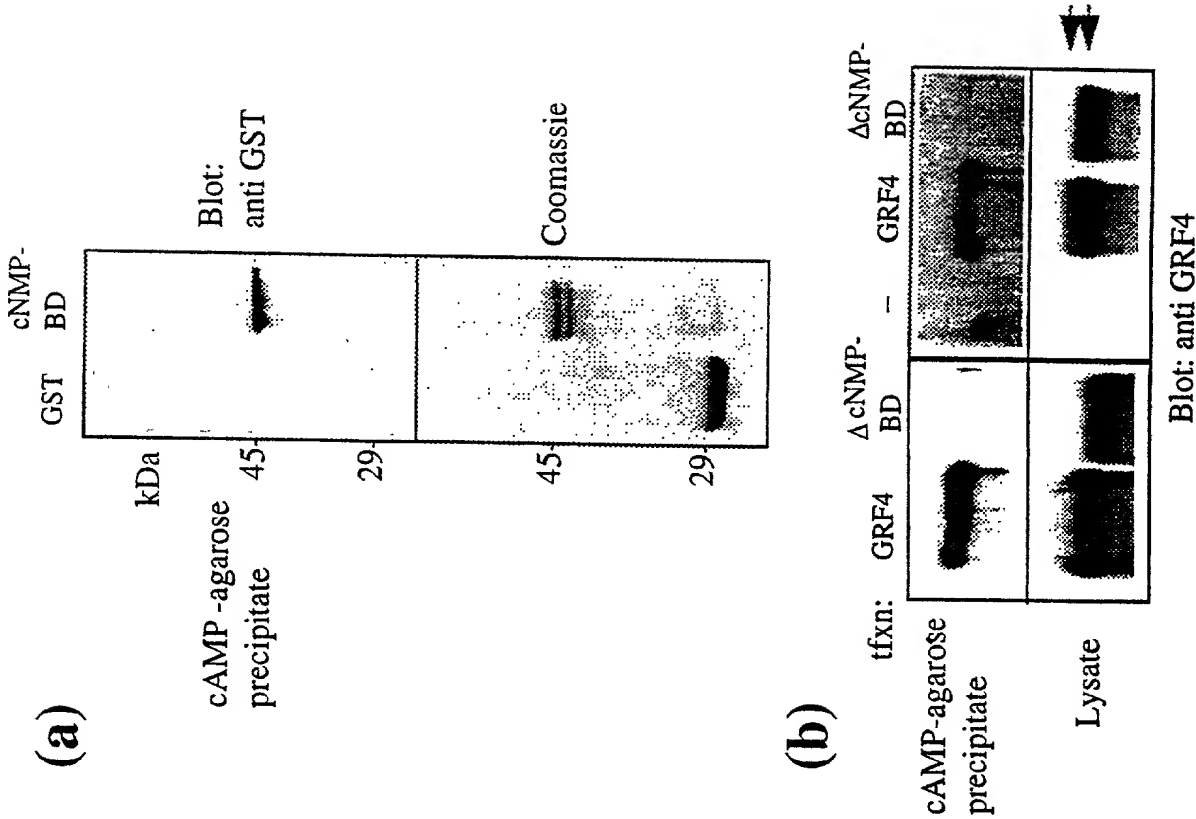 (a)
GST
cNMP-
BD
kDa
cAMP -agarose
precipitate
45-
29-
Blot:
anti GST
45-
29-
Coomassie
(b)
tfxn:
GRF4
ΔcNMP-
BD
–
GRF4
ΔcNMP-
BD
cAMP-agarose
precipitate
Lysate
Blot: anti GRF4